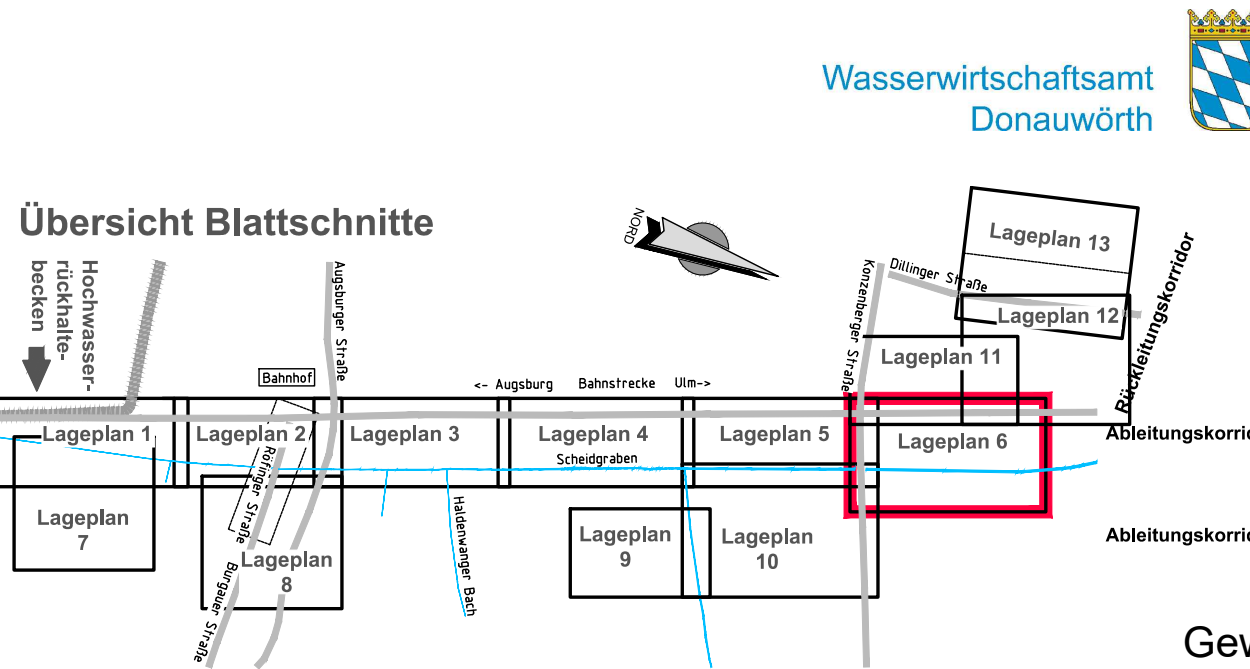 Wasserwirtschaftsamt
Donauwörth
Übersicht Blattschnitte
NORD
Hochwasser-
rückhalte-
becken
Augsburger Straße
Bahnhof
<- Augsburg Bahnstrecke Ulm->
Konzenberger Straße
Dillinger Straße
Lageplan 13
Lageplan 12
Lageplan 11
Rückleitungskorridor
Lageplan 1
Lageplan 2
Lageplan 3
Lageplan 4
Lageplan 5
Lageplan 6
Ableitungskorrid
Scheidgraben
Röfinger Straße
Burgauer Straße
Haldenwanger Bach
Lageplan
7
Lageplan
8
Lageplan
9
Lageplan
10
Ableitungskorrid
Gew